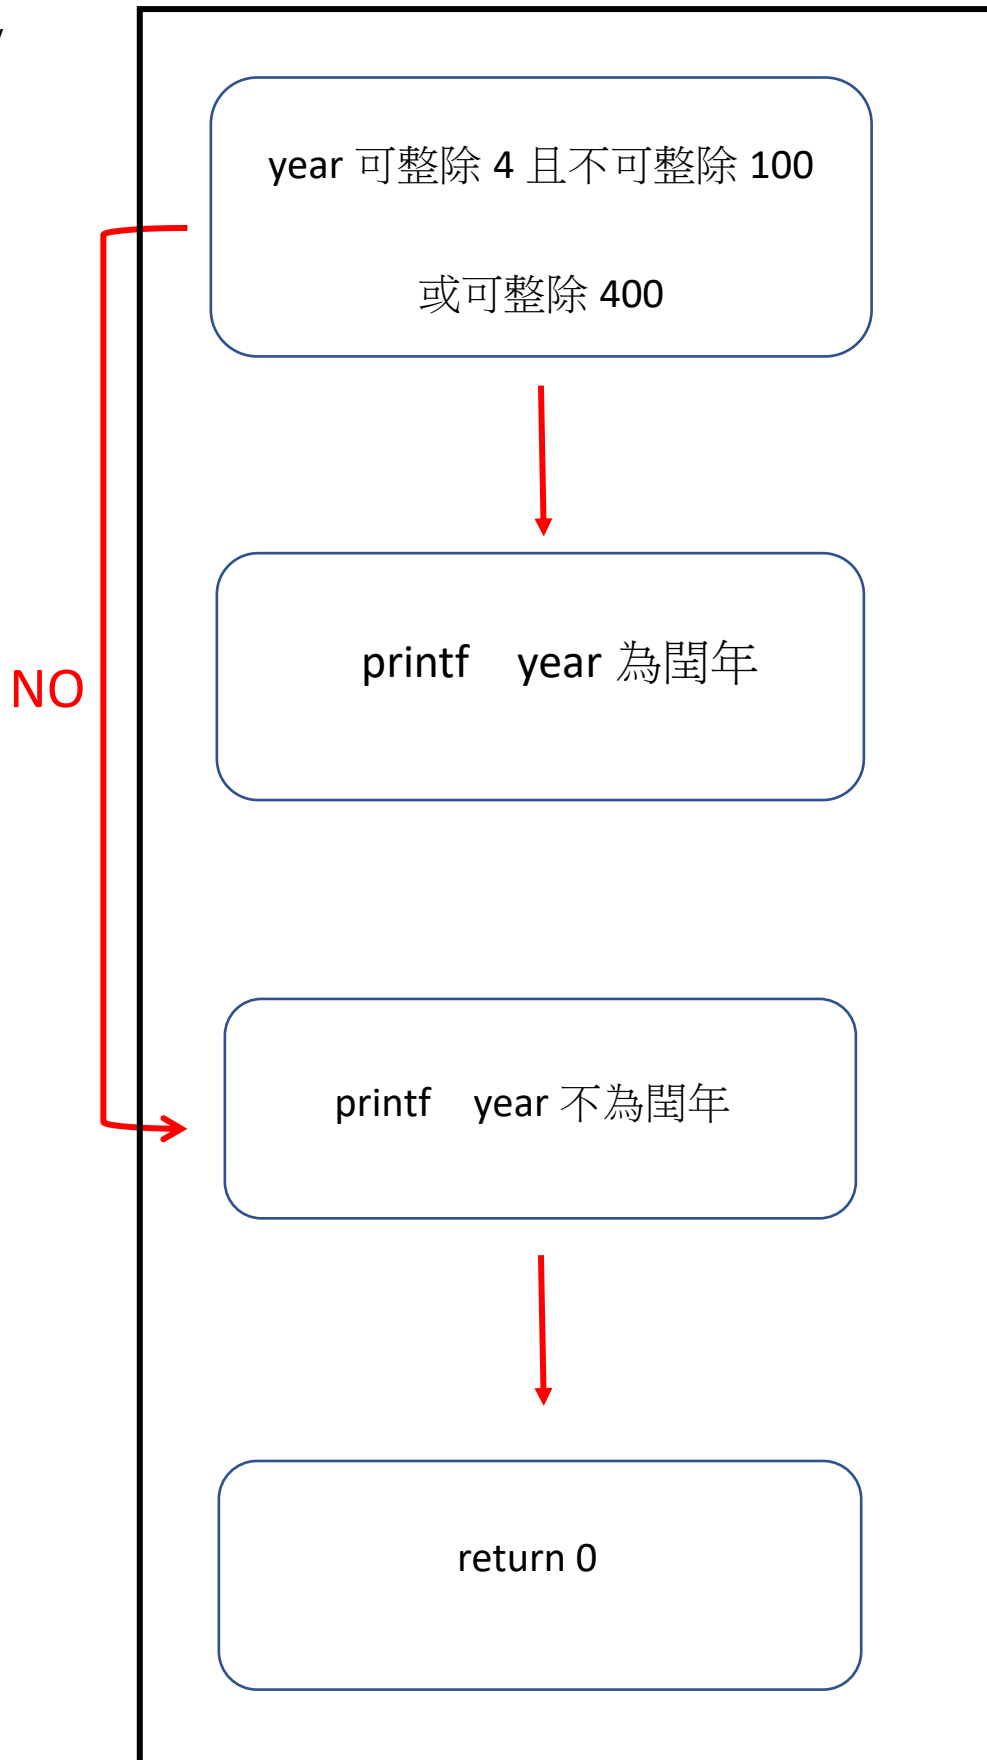 year 可整除 4 且不可整除 100
或可整除 400
printf year 為閏年
NO
printf year 不為閏年
return 0